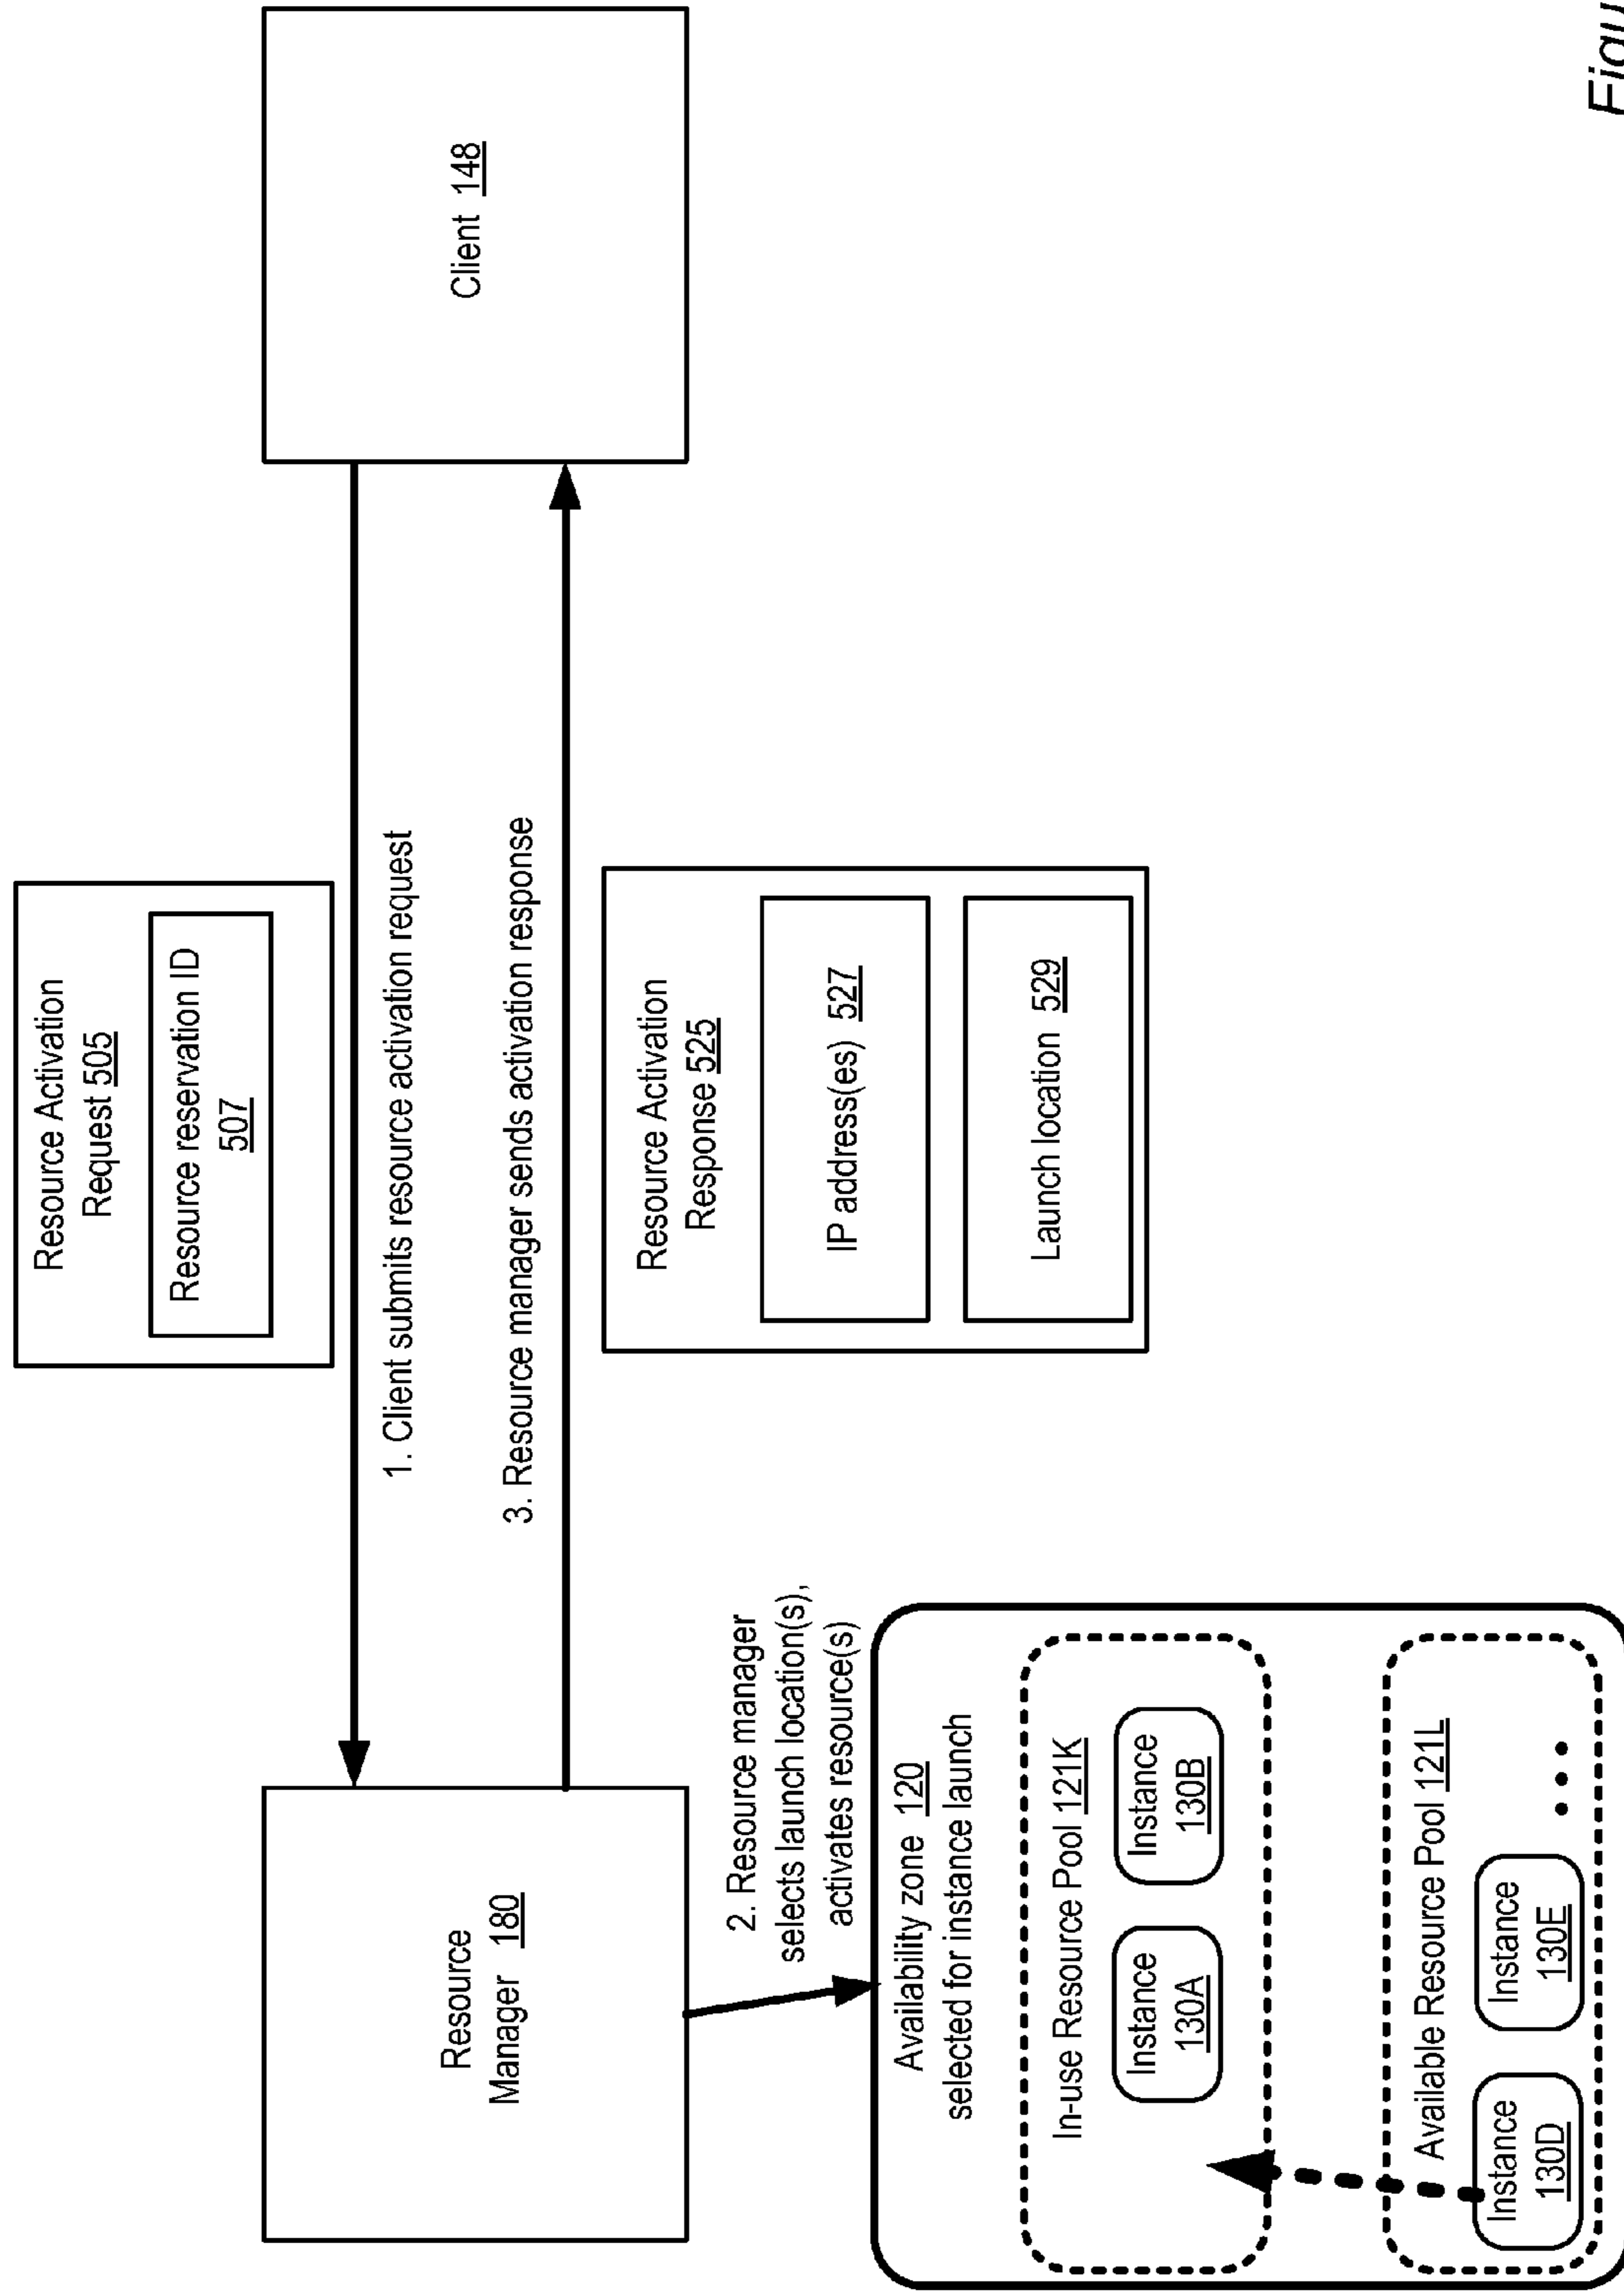 Resource Activation
Request 505
Resource reservation ID
507
1. Client submits resource activation request
Resource
Manager 180
Client 148
3. Resource manager sends activation response
Resource Activation
Response 525
IP address(es) 527
Launch location 529
2. Resource manager
selects launch location(s),
activates resource(s)
Availability zone 120
selected for instance launch
In-use Resource Pool 121K
Instance
130A
Instance
130B
Available Resource Pool 121L
Instance
130D
Instance
130E